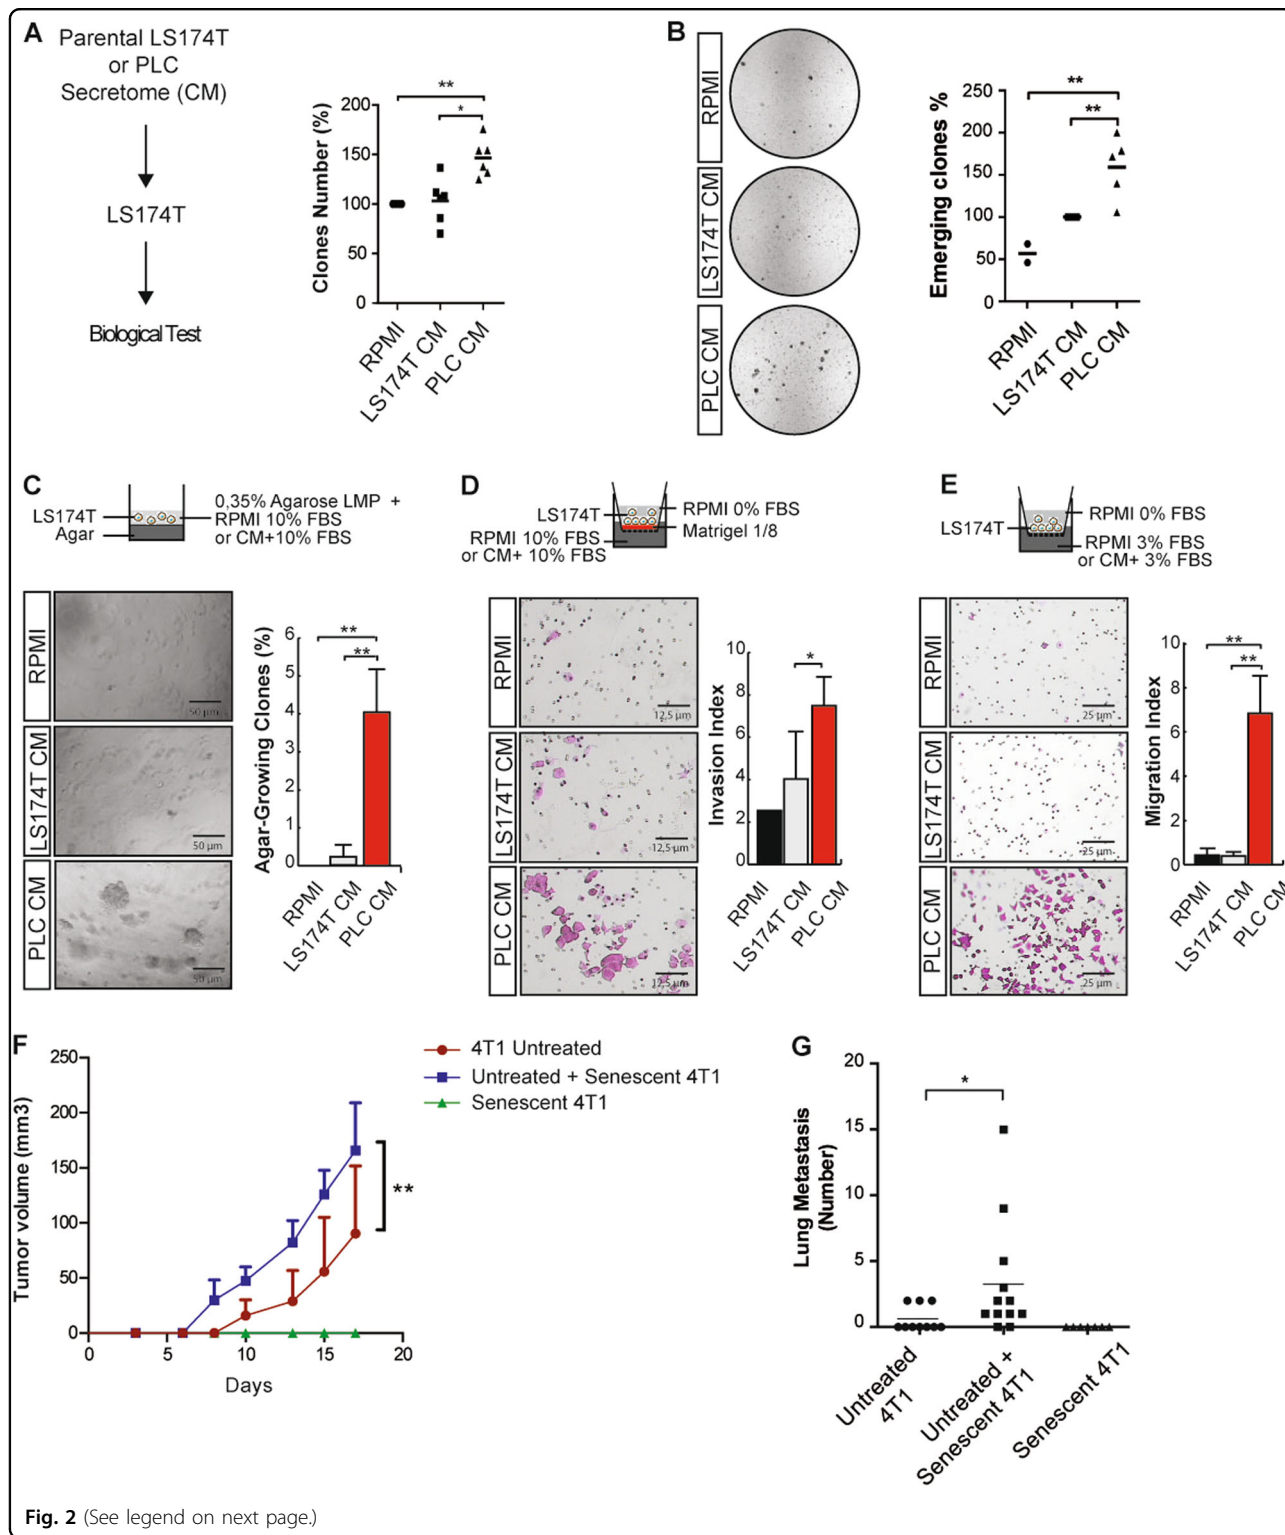 A
Parental LS174T
or PLC
Secretome (CM)
LS174T
Biological Test
Clones Number (%)
200
150
100
50
0
**
*
RPMI
LS174T CM
PLC CM
B
RPMI
LS174T CM
PLC CM
Emerging clones %
250
200
150
100
50
0
**
**
RPMI
LS174T CM
PLC CM
C
LS174T
Agar
0,35% Agarose LMP +
RPMI 10% FBS
or CM+10% FBS
RPMI
50 µm
LS174T CM
50 µm
PLC CM
50 µm
Agar-Growing Clones (%)
6
5
4
3
2
1
0
**
**
RPMI
LS174T CM
PLC CM
D
LS174T
RPMI 10% FBS
or CM+ 10% FBS
RPMI 0% FBS
Matrigel 1/8
RPMI
12,5 µm
LS174T CM
12,5 µm
PLC CM
12,5 µm
Invasion Index
10
8
6
4
2
0
*
RPMI
LS174T CM
PLC CM
E
LS174T
RPMI 0% FBS
RPMI 3% FBS
or CM+ 3% FBS
RPMI
25 µm
LS174T CM
25 µm
PLC CM
25 µm
Migration Index
10
8
6
4
2
0
**
**
RPMI
LS174T CM
PLC CM
F
Tumor volume (mm3)
250
200
150
100
50
0
0
5
10
15
20
Days
4T1 Untreated
Untreated + Senescent 4T1
Senescent 4T1
**
G
Lung Metastasis
(Number)
20
15
10
5
0
*
Untreated
4T1
Untreated +
Senescent 4T1
Senescent 4T1
Fig. 2 (See legend on next page.)